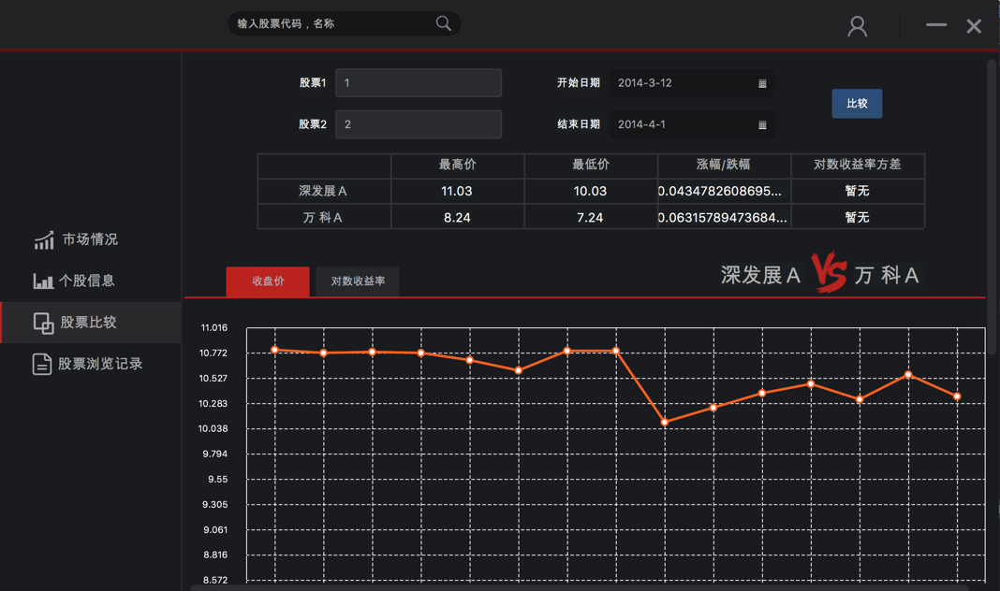 输入股票代码，名称
股票1 1 开始日期 2014-3-12
比较
股票2 2 结束日期 2014-4-1
最高价 最低价 涨幅/跌幅 对数收益率方差
深发展A 11.03 10.03 0.0434782608695... 暂无
万 科A 8.24 7.24 0.06315789473684... 暂无
市场情况
个股信息
股票比较
股票浏览记录
收盘价 对数收益率
深发展A VS 万 科A
11.016
10.772
10.527
10.283
10.038
9.794
9.55
9.305
9.061
8.816
8.572